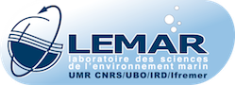 LEMAR
laboratoire des sciences
de l'environnement marin
UMR CNRS/UBO/IRD/Ifremer